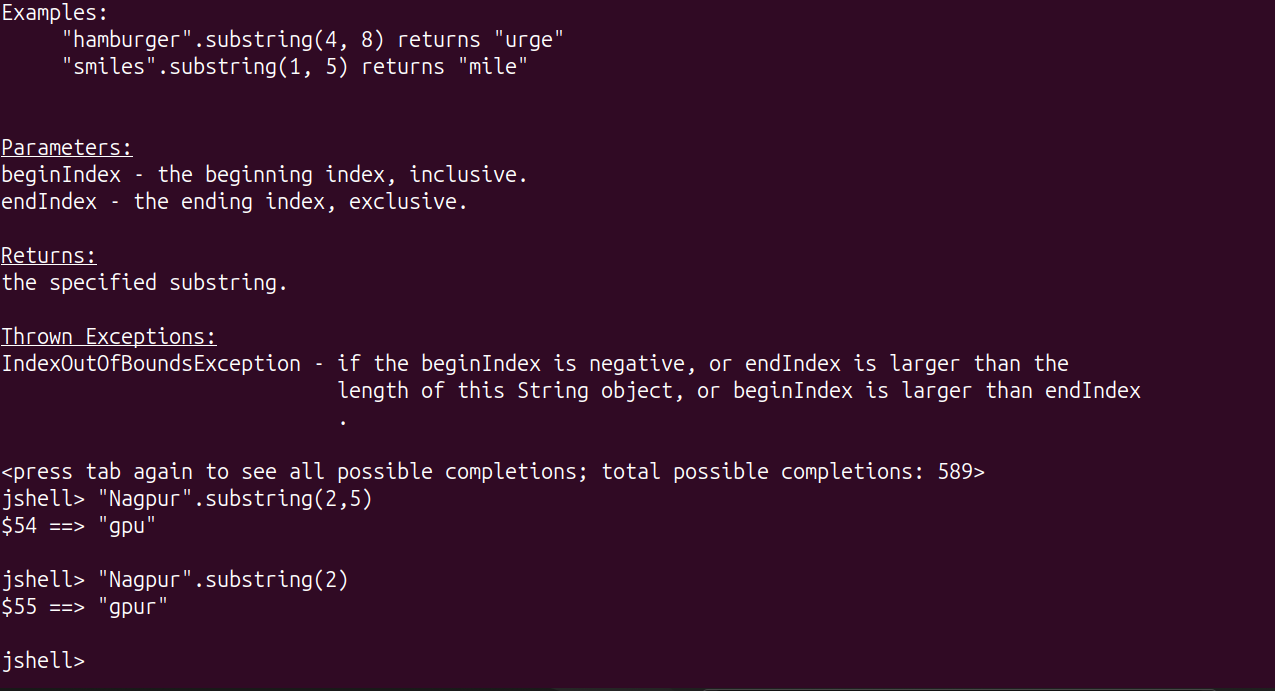 Examples:
"hamburger".substring(4, 8) returns "urge"
"smiles".substring(1, 5) returns "mile"
Parameters:
beginIndex - the beginning index, inclusive.
endIndex - the ending index, exclusive.
Returns:
the specified substring.
Thrown Exceptions:
IndexOutOfBoundsException - if the beginIndex is negative, or endIndex is larger than the
length of this String object, or beginIndex is larger than endIndex
.
<press tab again to see all possible completions; total possible completions: 589>
jshell> "Nagpur".substring(2,5)
$54 ==> "gpu"
jshell> "Nagpur".substring(2)
$55 ==> "gpur"
jshell>